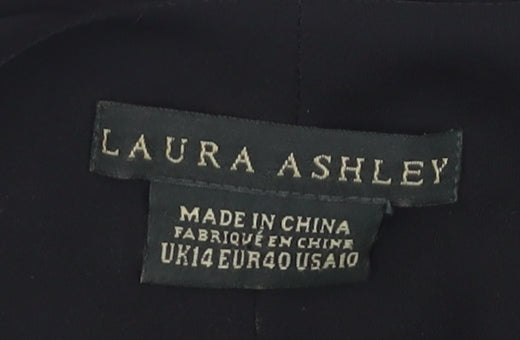 LAURA ASHLEY
MADE IN CHINA
FABRIQUÉ EN CHINE
UK14 EUR40 USA10